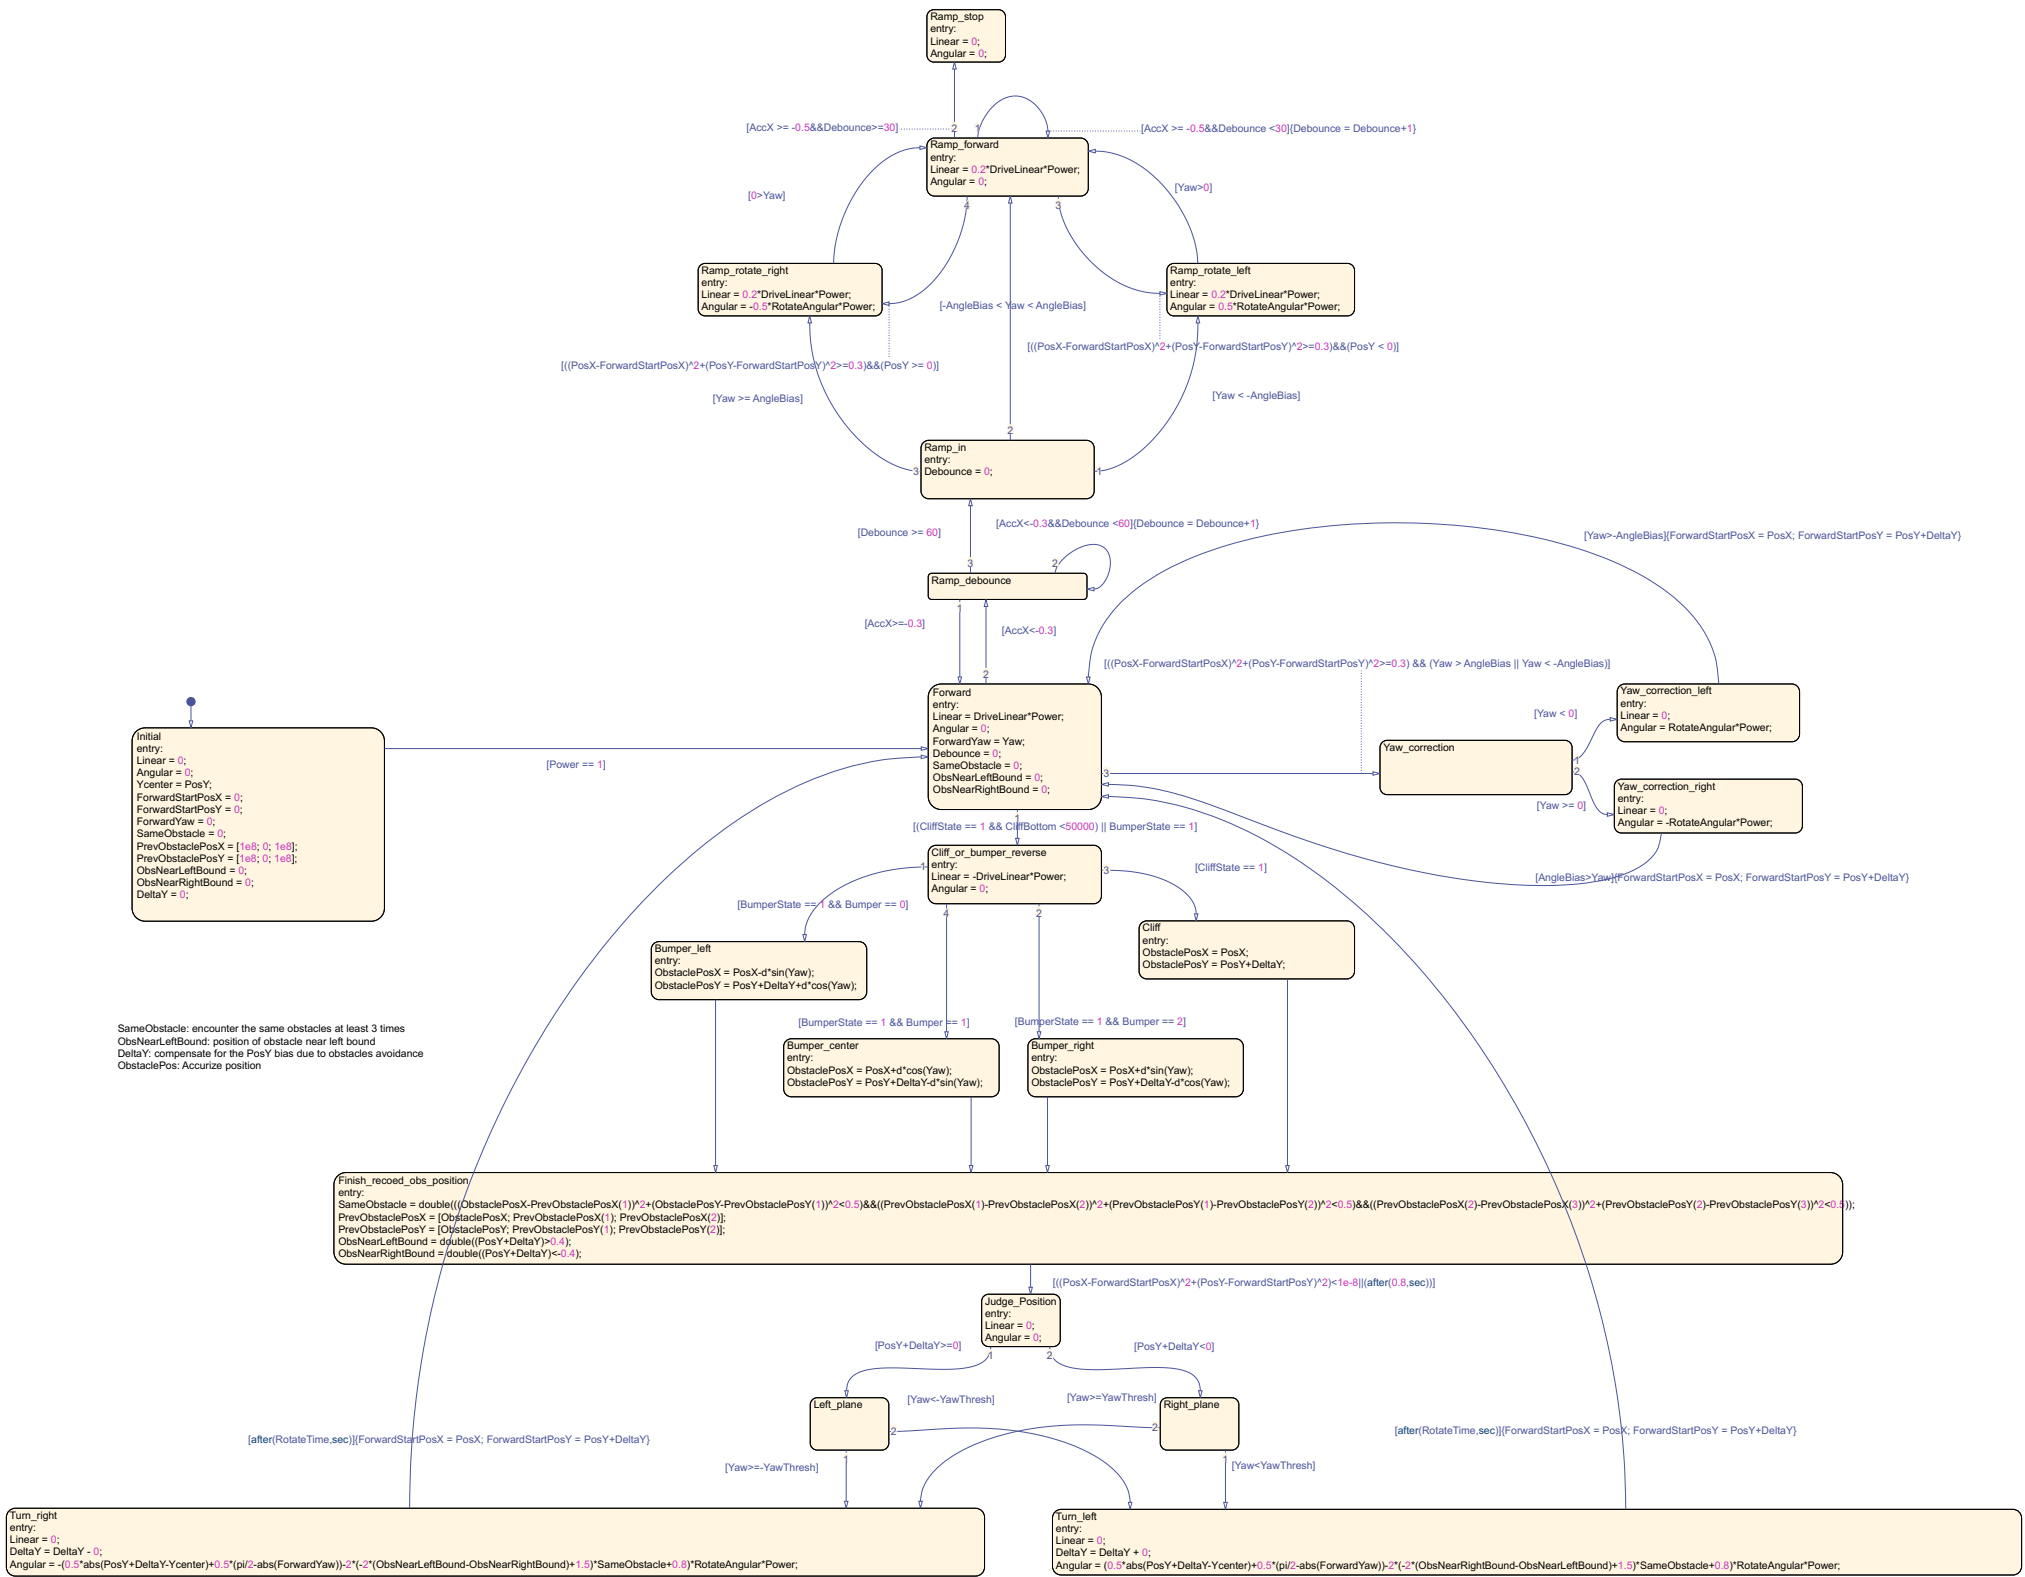 Ramp_stop
entry:
Linear = 0;
Angular = 0;
[AccX >= -0.5&&Debounce>=30]
2
1
[AccX >= -0.5&&Debounce <30]{Debounce = Debounce+1}
Ramp_forward
entry:
Linear = 0.2*DriveLinear*Power;
Angular = 0;
4
3
[0>Yaw]
[Yaw>0]
Ramp_rotate_right
entry:
Linear = 0.2*DriveLinear*Power;
Angular = -0.5*RotateAngular*Power;
Ramp_rotate_left
entry:
Linear = 0.2*DriveLinear*Power;
Angular = 0.5*RotateAngular*Power;
[-AngleBias < Yaw < AngleBias]
[((PosX-ForwardStartPosX)^2+(PosY-ForwardStartPosY)^2>=0.3)&&(PosY < 0)]
[((PosX-ForwardStartPosX)^2+(PosY-ForwardStartPosY)^2>=0.3)&&(PosY >= 0)]
[Yaw >= AngleBias]
[Yaw < -AngleBias]
2
Ramp_in
entry:
Debounce = 0;
3
1
[Debounce >= 60]
[AccX<-0.3&&Debounce <60]{Debounce = Debounce+1}
[Yaw>-AngleBias]{ForwardStartPosX = PosX; ForwardStartPosY = PosY+DeltaY}
3
2
Ramp_debounce
1
[AccX>=-0.3]
[AccX<-0.3]
2
[((PosX-ForwardStartPosX)^2+(PosY-ForwardStartPosY)^2>=0.3) && (Yaw > AngleBias || Yaw < -AngleBias)]
Initial
entry:
Linear = 0;
Angular = 0;
Ycenter = PosY;
ForwardStartPosX = 0;
ForwardStartPosY = 0;
ForwardYaw = 0;
SameObstacle = 0;
PrevObstaclePosX = [1e8; 0; 1e8];
PrevObstaclePosY = [1e8; 0; 1e8];
ObsNearLeftBound = 0;
ObsNearRightBound = 0;
DeltaY = 0;
[Power == 1]
Forward
entry:
Linear = DriveLinear*Power;
Angular = 0;
ForwardYaw = Yaw;
Debounce = 0;
SameObstacle = 0;
ObsNearLeftBound = 0;
ObsNearRightBound = 0;
3
1
Yaw_correction
1
2
[Yaw < 0]
[Yaw >= 0]
Yaw_correction_left
entry:
Linear = 0;
Angular = RotateAngular*Power;
Yaw_correction_right
entry:
Linear = 0;
Angular = -RotateAngular*Power;
[AngleBias>Yaw]{ForwardStartPosX = PosX; ForwardStartPosY = PosY+DeltaY}
[(CliffState == 1 && CliffBottom <50000) || BumperState == 1]
Cliff_or_bumper_reverse
entry:
Linear = -DriveLinear*Power;
Angular = 0;
1
3
4
2
[CliffState == 1]
[BumperState == 1 && Bumper == 0]
Bumper_left
entry:
ObstaclePosX = PosX-d*sin(Yaw);
ObstaclePosY = PosY+DeltaY+d*cos(Yaw);
Cliff
entry:
ObstaclePosX = PosX;
ObstaclePosY = PosY+DeltaY;
[BumperState == 1 && Bumper == 1]
[BumperState == 1 && Bumper == 2]
SameObstacle: encounter the same obstacles at least 3 times
ObsNearLeftBound: position of obstacle near left bound
DeltaY: compensate for the PosY bias due to obstacles avoidance
ObstaclePos: Accurize position
Bumper_center
entry:
ObstaclePosX = PosX+d*cos(Yaw);
ObstaclePosY = PosY+DeltaY-d*sin(Yaw);
Bumper_right
entry:
ObstaclePosX = PosX+d*sin(Yaw);
ObstaclePosY = PosY+DeltaY-d*cos(Yaw);
Finish_recoed_obs_position
entry:
SameObstacle = double(((ObstaclePosX-PrevObstaclePosX(1))^2+(ObstaclePosY-PrevObstaclePosY(1))^2<0.5)&&((PrevObstaclePosX(1)-PrevObstaclePosX(2))^2+(PrevObstaclePosY(1)-PrevObstaclePosY(2))^2<0.5)&&((PrevObstaclePosX(2)-PrevObstaclePosX(3))^2+(PrevObstaclePosY(2)-PrevObstaclePosY(3))^2<0.5));
PrevObstaclePosX = [ObstaclePosX; PrevObstaclePosX(1); PrevObstaclePosX(2)];
PrevObstaclePosY = [ObstaclePosY; PrevObstaclePosY(1); PrevObstaclePosY(2)];
ObsNearLeftBound = double((PosY+DeltaY)>0.4);
ObsNearRightBound = double((PosY+DeltaY)<-0.4);
[((PosX-ForwardStartPosX)^2+(PosY-ForwardStartPosY)^2)<1e-8||(after(0.8,sec))]
Judge_Position
entry:
Linear = 0;
Angular = 0;
1
2
[PosY+DeltaY>=0]
[PosY+DeltaY<0]
Left_plane
2
1
[Yaw<-YawThresh]
[Yaw>=YawThresh]
Right_plane
2
1
[after(RotateTime,sec)]{ForwardStartPosX = PosX; ForwardStartPosY = PosY+DeltaY}
[after(RotateTime,sec)]{ForwardStartPosX = PosX; ForwardStartPosY = PosY+DeltaY}
[Yaw>=-YawThresh]
[Yaw<YawThresh]
Turn_right
entry:
Linear = 0;
DeltaY = DeltaY - 0;
Angular = -(0.5*abs(PosY+DeltaY-Ycenter)+0.5*(pi/2-abs(ForwardYaw))-2*(-2*(ObsNearLeftBound-ObsNearRightBound)+1.5)*SameObstacle+0.8)*RotateAngular*Power;
Turn_left
entry:
Linear = 0;
DeltaY = DeltaY + 0;
Angular = (0.5*abs(PosY+DeltaY-Ycenter)+0.5*(pi/2-abs(ForwardYaw))-2*(-2*(ObsNearRightBound-ObsNearLeftBound)+1.5)*SameObstacle+0.8)*RotateAngular*Power;